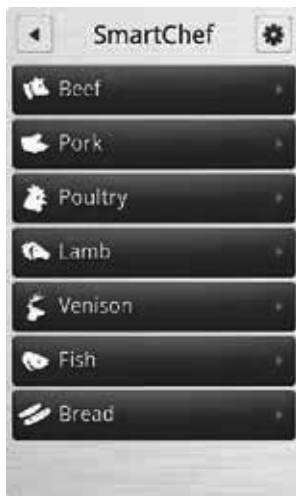 SmartChef
Beef
Pork
Poultry
Lamb
Venison
Fish
Bread